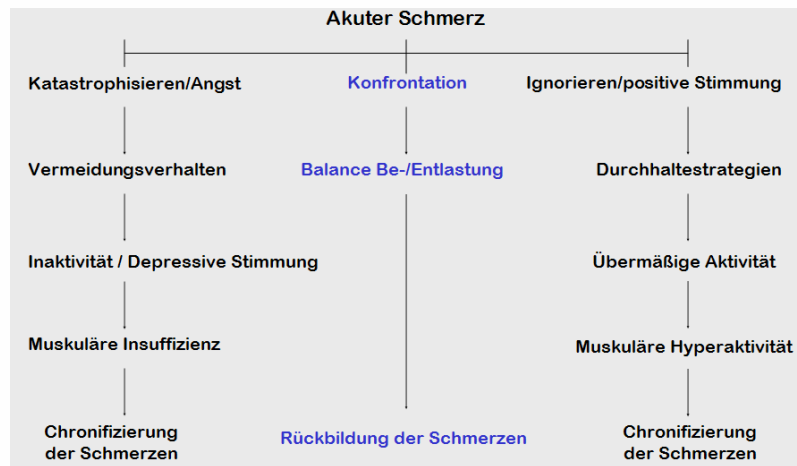 Akuter Schmerz
Katastrophisieren/Angst
Konfrontation
Ignorieren/positive Stimmung
Vermeidungsverhalten
Balance Be-/Entlastung
Durchhaltestrategien
Inaktivität / Depressive Stimmung
Übermäßige Aktivität
Muskuläre Insuffizienz
Muskuläre Hyperaktivität
Chronifizierung
der Schmerzen
Rückbildung der Schmerzen
Chronifizierung
der Schmerzen